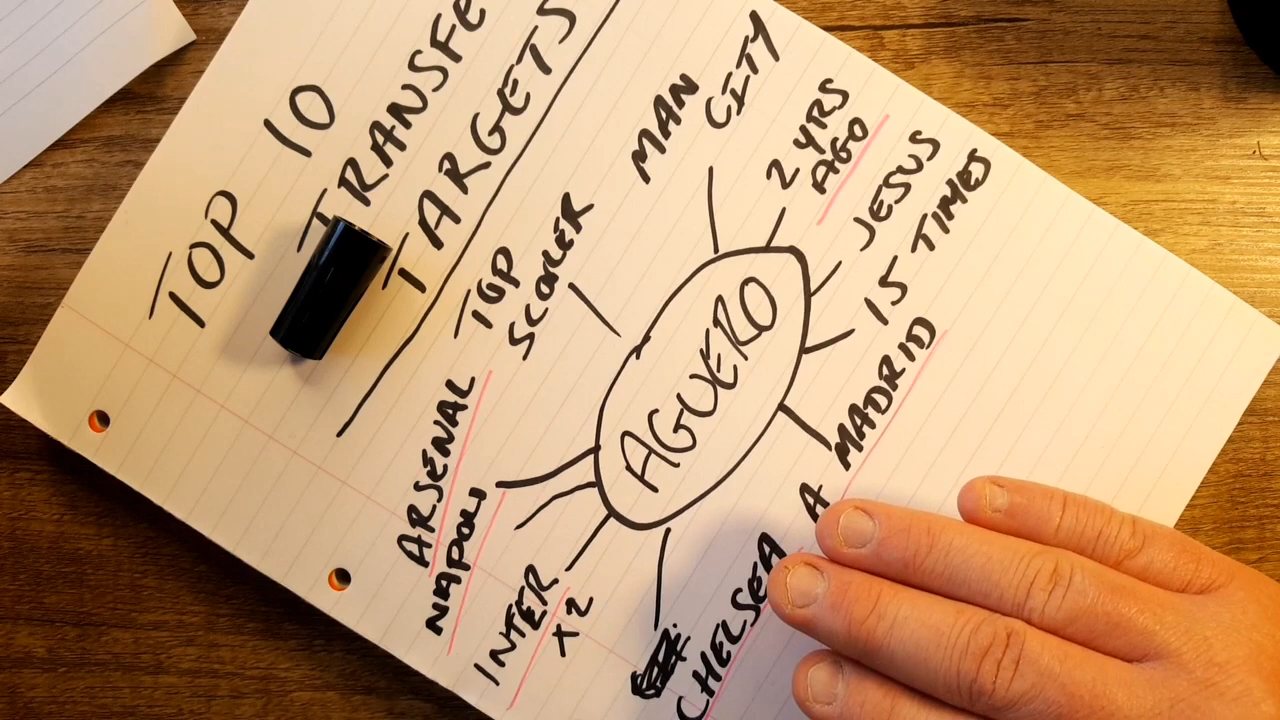 TOP 10
TRANSFE
TARGETS
MAN
CITY
2 YRS
AGO
JESUS
15 TIMES
TOP
SCORER
AGUERO
A MADRID
ARSENAL
NAPOLI
INTER
X2
CHELSEA